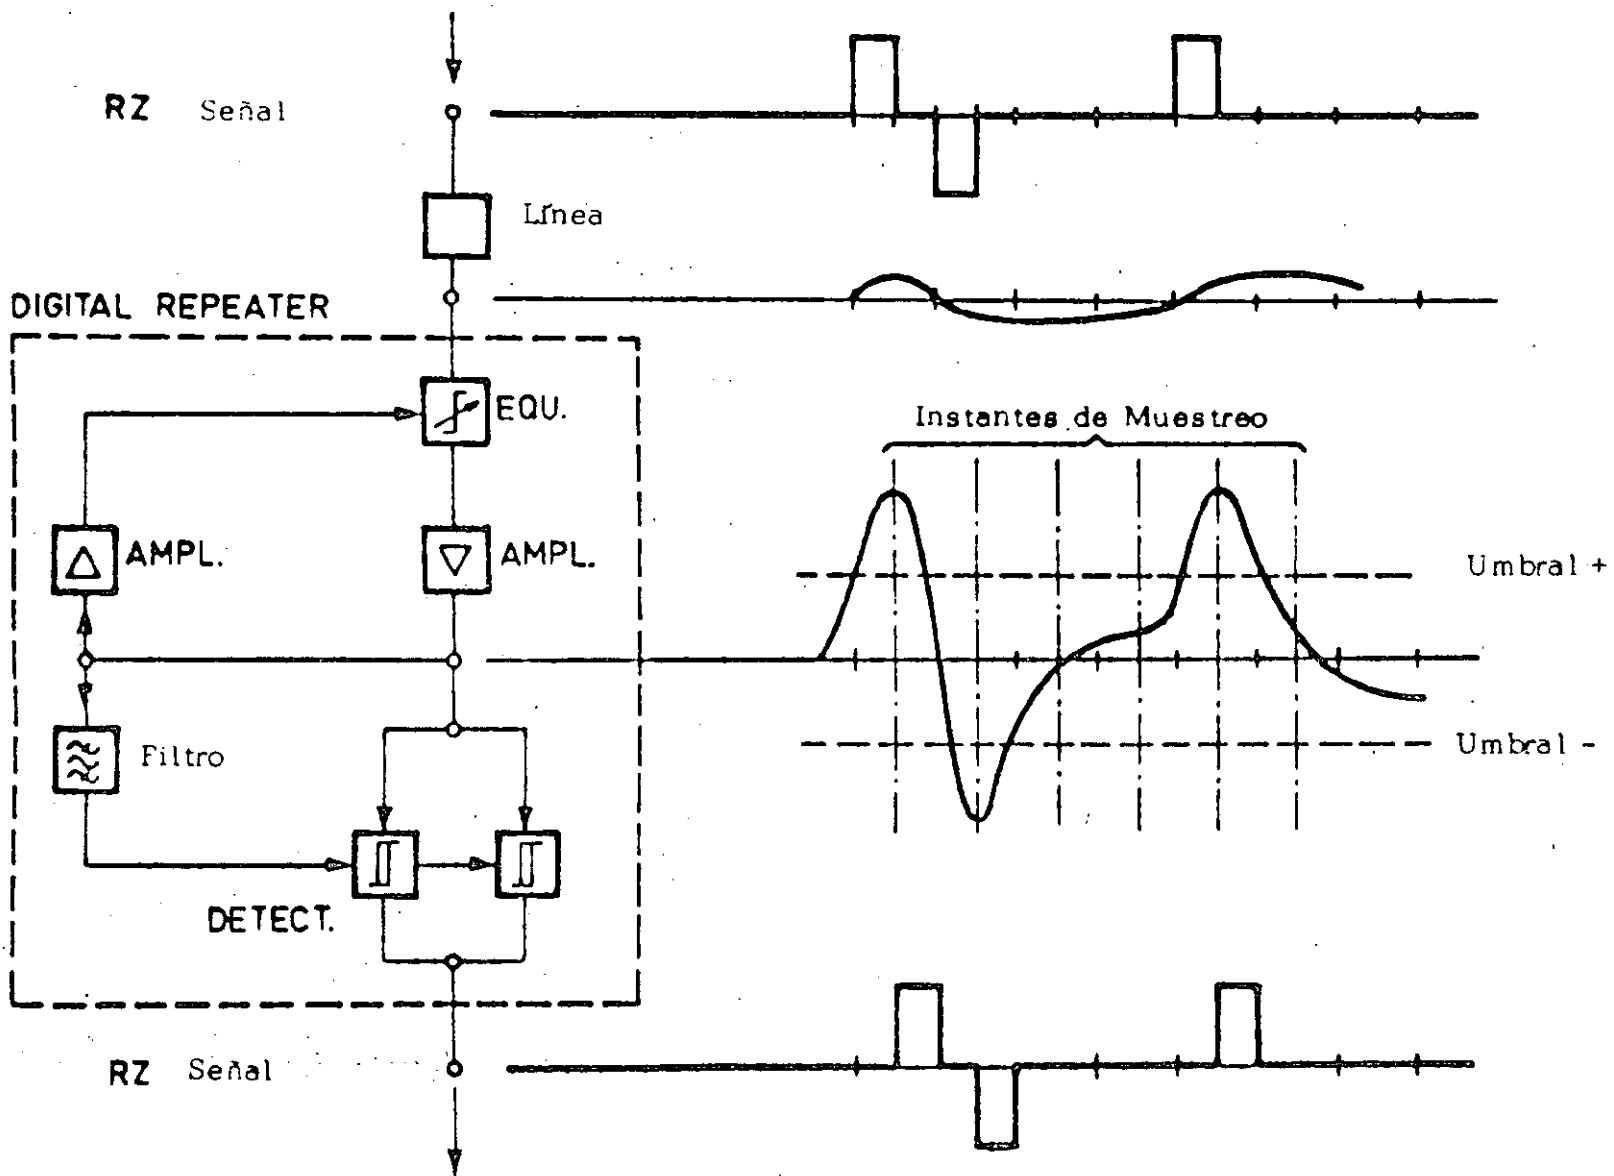 RZ Señal
Línea
DIGITAL REPEATER
EQU.
Instantes de Muestreo
AMPL.
AMPL.
Umbral +
Filtro
Umbral -
DETECT.
RZ Señal